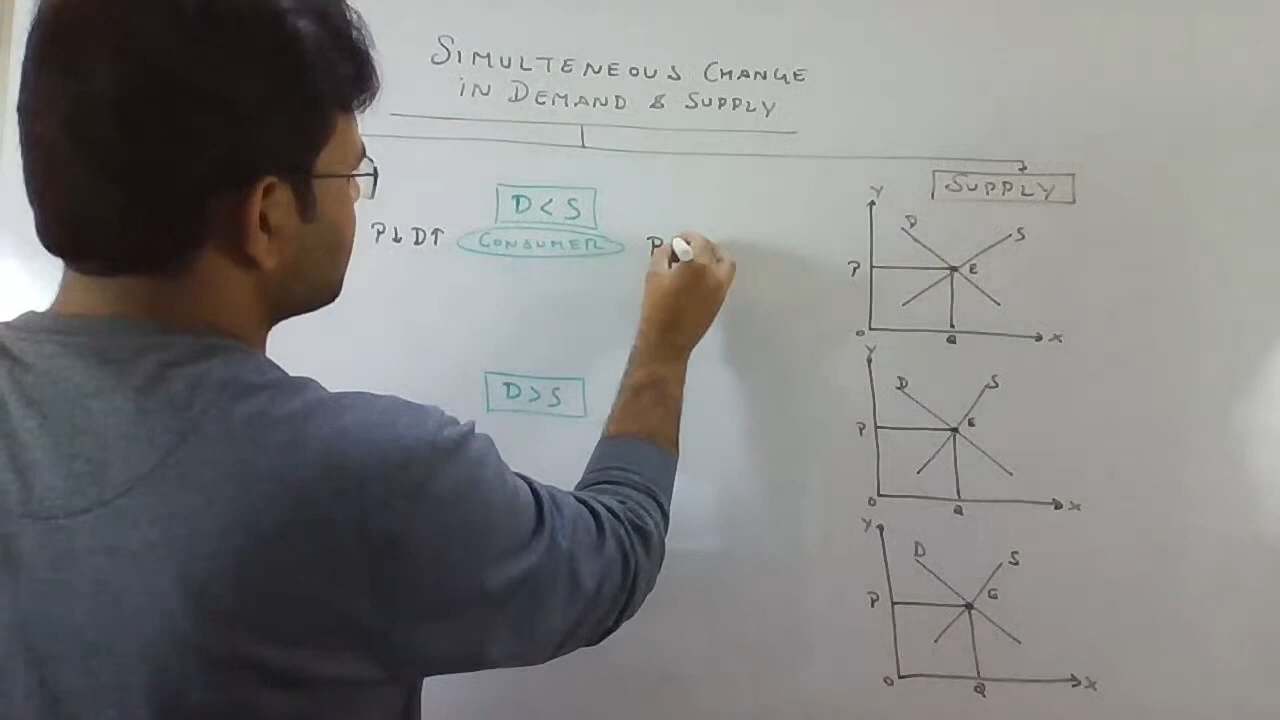 SIMULTENEOUS CHANGE
IN DEMAND & SUPPLY
SUPPLY
D < S
P↓ D↑ CONSUMER P
D > S
Y
D S
P E
O Q X
Y
D S
P E
O Q X
Y
D S
P E
O Q X